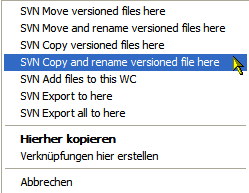 SVN Move versioned files here
SVN Move and rename versioned files here
SVN Copy versioned files here
SVN Copy and rename versioned file here
SVN Add files to this WC
SVN Export to here
SVN Export all to here
Hierher kopieren
Verknüpfungen hier erstellen
Abbrechen